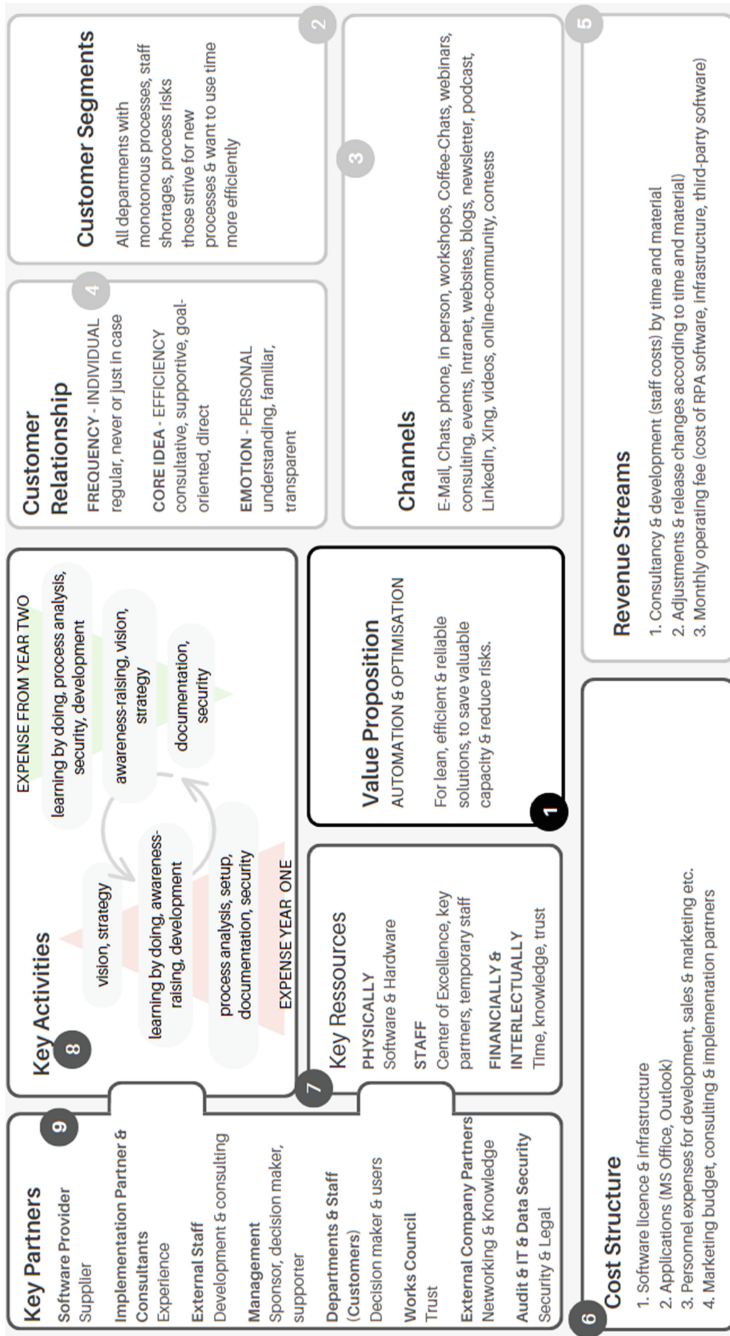 Key Partners
9
Software Provider
Supplier
Implementation Partner &
Consultants
Experience
External Staff
Development & consulting
Management
Sponsor, decision maker,
supporter
Departments & Staff
(Customers)
Decision maker & users
Works Council
Trust
External Company Partners
Networking & Knowledge
Audit & IT & Data Security
Security & Legal
Key Activities
8
vision, strategy
learning by doing, awareness-
raising, development
process analysis, setup,
documentation, security
EXPENSE YEAR ONE
EXPENSE FROM YEAR TWO
learning by doing, process analysis,
security, development
awareness-raising, vision,
strategy
documentation,
security
7
Key Ressources
PHYSICALLY
Software & Hardware
STAFF
Center of Excellence, key
partners, temporary staff
FINANCIALLY &
INTERLECTUALLY
Time, knowledge, trust
Value Proposition
AUTOMATION & OPTIMISATION
For lean, efficient & reliable
solutions, to save valuable
capacity & reduce risks.
1
Customer
Relationship
4
FREQUENCY - INDIVIDUAL
regular, never or just in case
CORE IDEA - EFFICIENCY
consultative, supportive, goal-
oriented, direct
EMOTION - PERSONAL
understanding, familiar,
transparent
Customer Segments
2
All departments with
monotonous processes, staff
shortages, process risks
those strive for new
processes & want to use time
more efficiently
3
Channels
E-Mail, Chats, phone, in person, workshops, Coffee-Chats, webinars,
consulting, events, Intranet, websites, blogs, newsletter, podcast,
LinkedIn, Xing, videos, online-community, contests
6
Cost Structure
1. Software licence & Infrastructure
2. Applications (MS Office, Outlook)
3. Personnel expenses for development, sales & marketing etc.
4. Marketing budget, consulting & implementation partners
5
Revenue Streams
1. Consultancy & development (staff costs) by time and material
2. Adjustments & release changes according to time and material)
3. Monthly operating fee (cost of RPA software, infrastructure, third-party software)